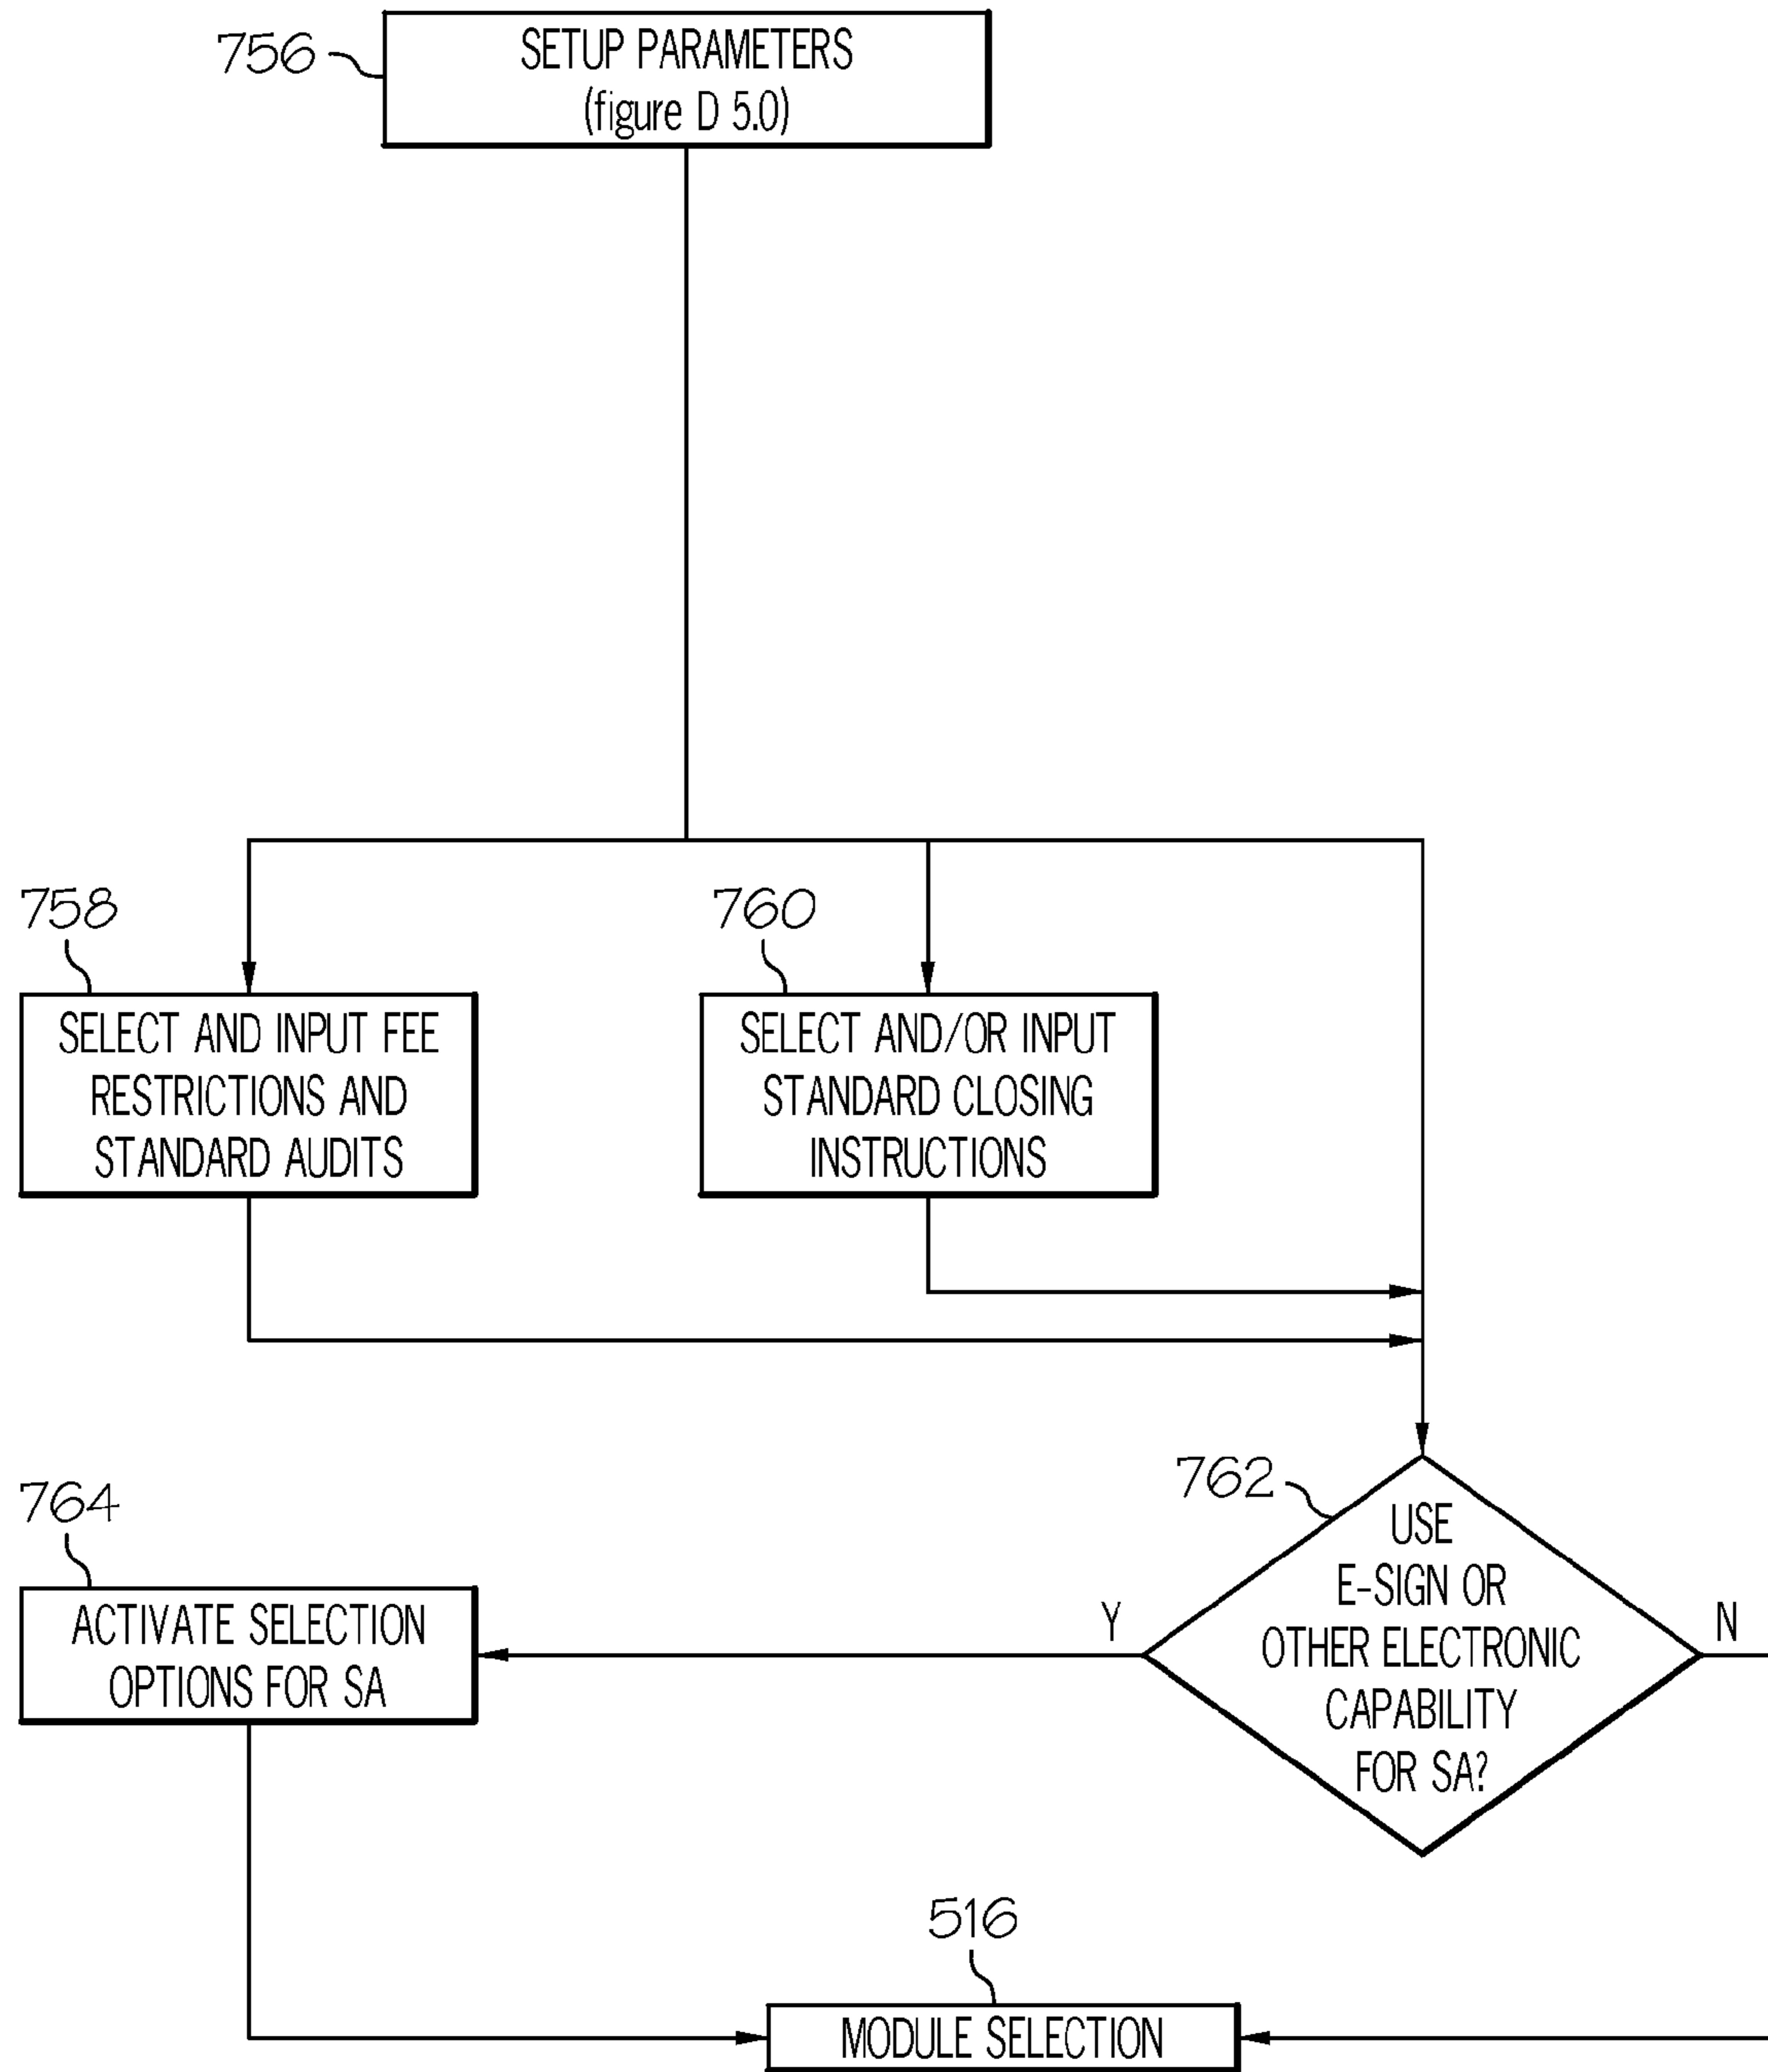 756
SETUP PARAMETERS
(figure D 5.0)
758
760
SELECT AND INPUT FEE
RESTRICTIONS AND
STANDARD AUDITS
SELECT AND/OR INPUT
STANDARD CLOSING
INSTRUCTIONS
762
USE
E-SIGN OR
OTHER ELECTRONIC
CAPABILITY
FOR SA?
Y
N
764
ACTIVATE SELECTION
OPTIONS FOR SA
516
MODULE SELECTION